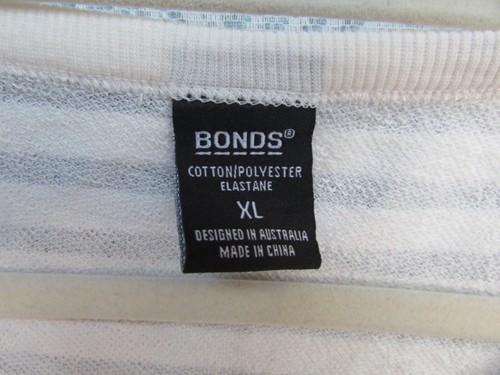 BONDS®
COTTON/POLYESTER
ELASTANE
XL
DESIGNED IN AUSTRALIA
MADE IN CHINA